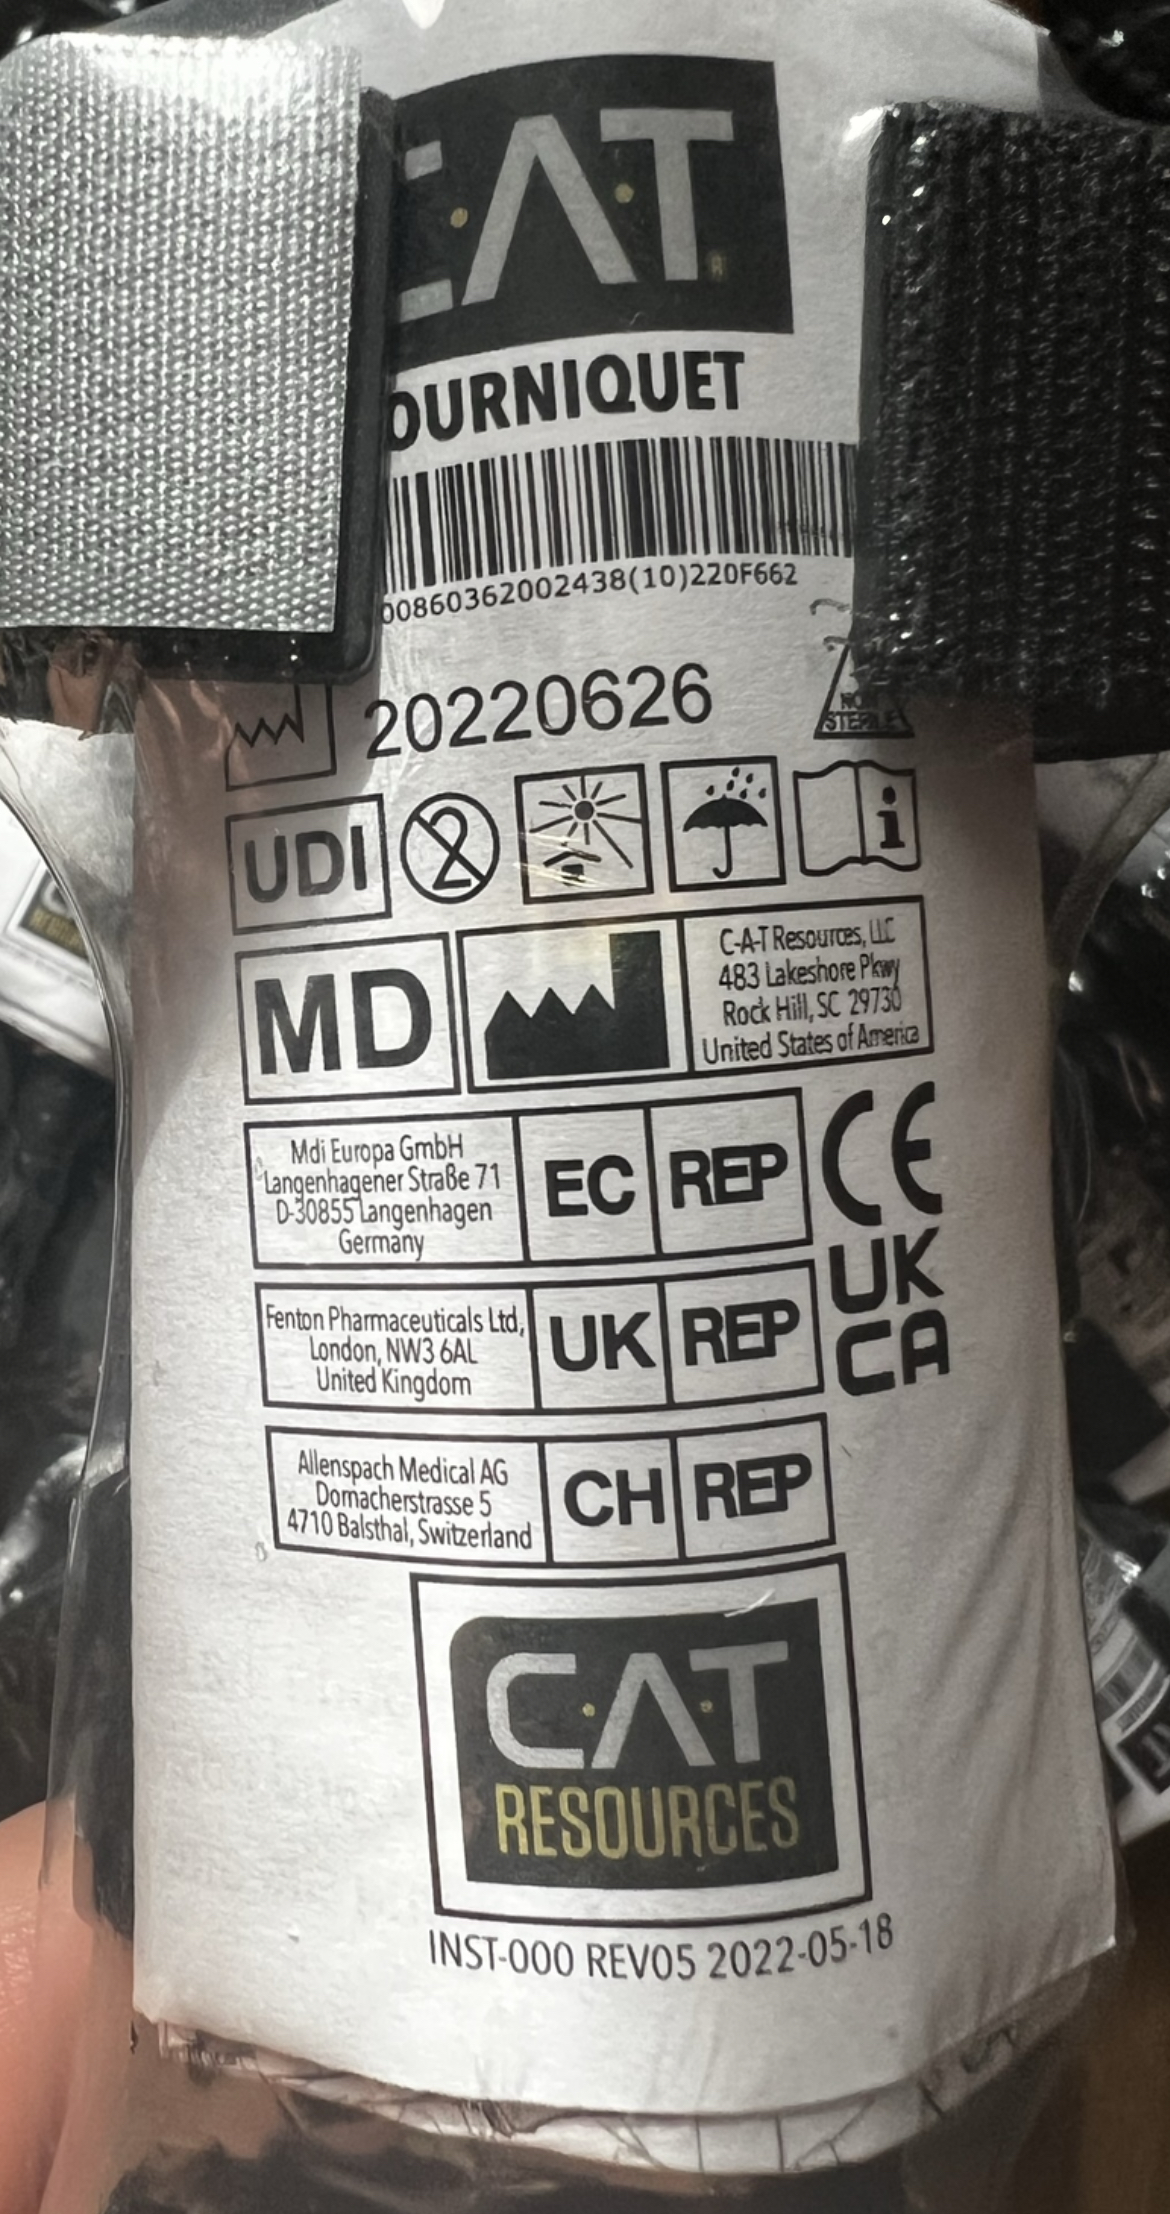 C·A·T
OURNIQUET
00860362002438(10)220F662
20220626
NON
STERILE
UDI
2
i
MD
C-A-T Resources, LLC
483 Lakeshore Pkwy
Rock Hill, SC 29730
United States of America
Mdi Europa GmbH
Langenhagener Straße 71
D-30855 Langenhagen
Germany
EC REP
CE
Fenton Pharmaceuticals Ltd,
London, NW3 6AL
United Kingdom
UK REP
UK
CA
Allenspach Medical AG
Dornacherstrasse 5
4710 Balsthal, Switzerland
CH REP
C·A·T
RESOURCES
INST-000 REV05 2022-05-18